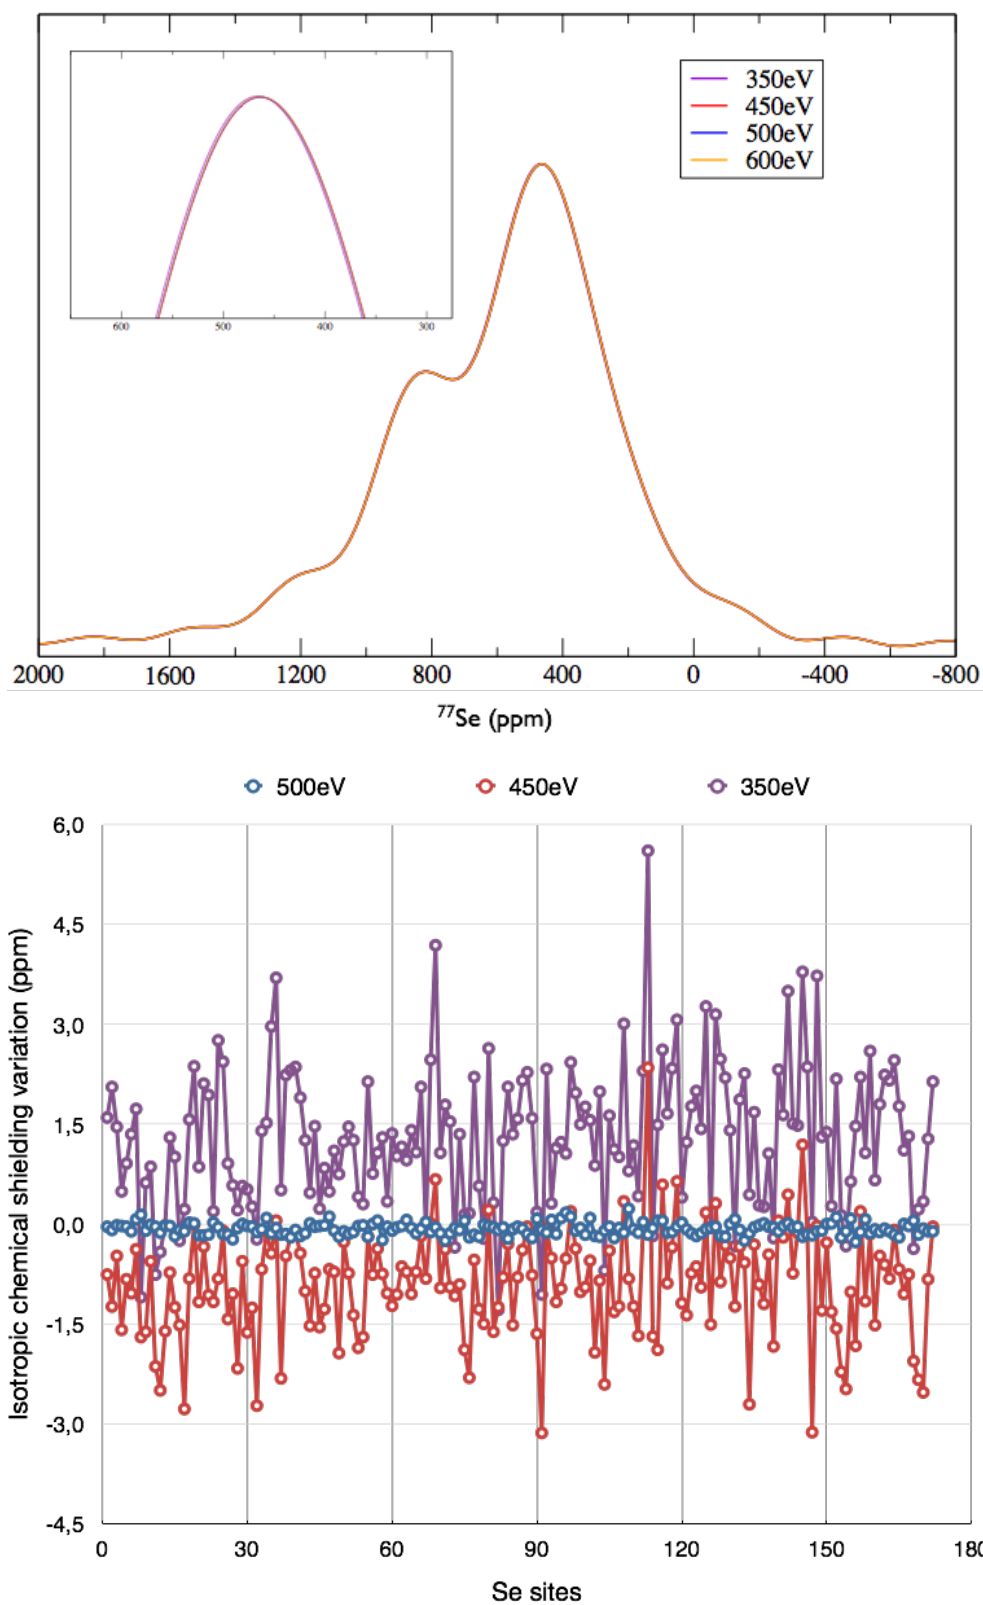 350eV
450eV
500eV
600eV
600 500 400 300
2000 1600 1200 800 400 0 -400 -800
⁷⁷Se (ppm)
500eV 450eV 350eV
6,0
4,5
3,0
1,5
0,0
-1,5
-3,0
-4,5
Isotropic chemical shielding variation (ppm)
0 30 60 90 120 150 180
Se sites